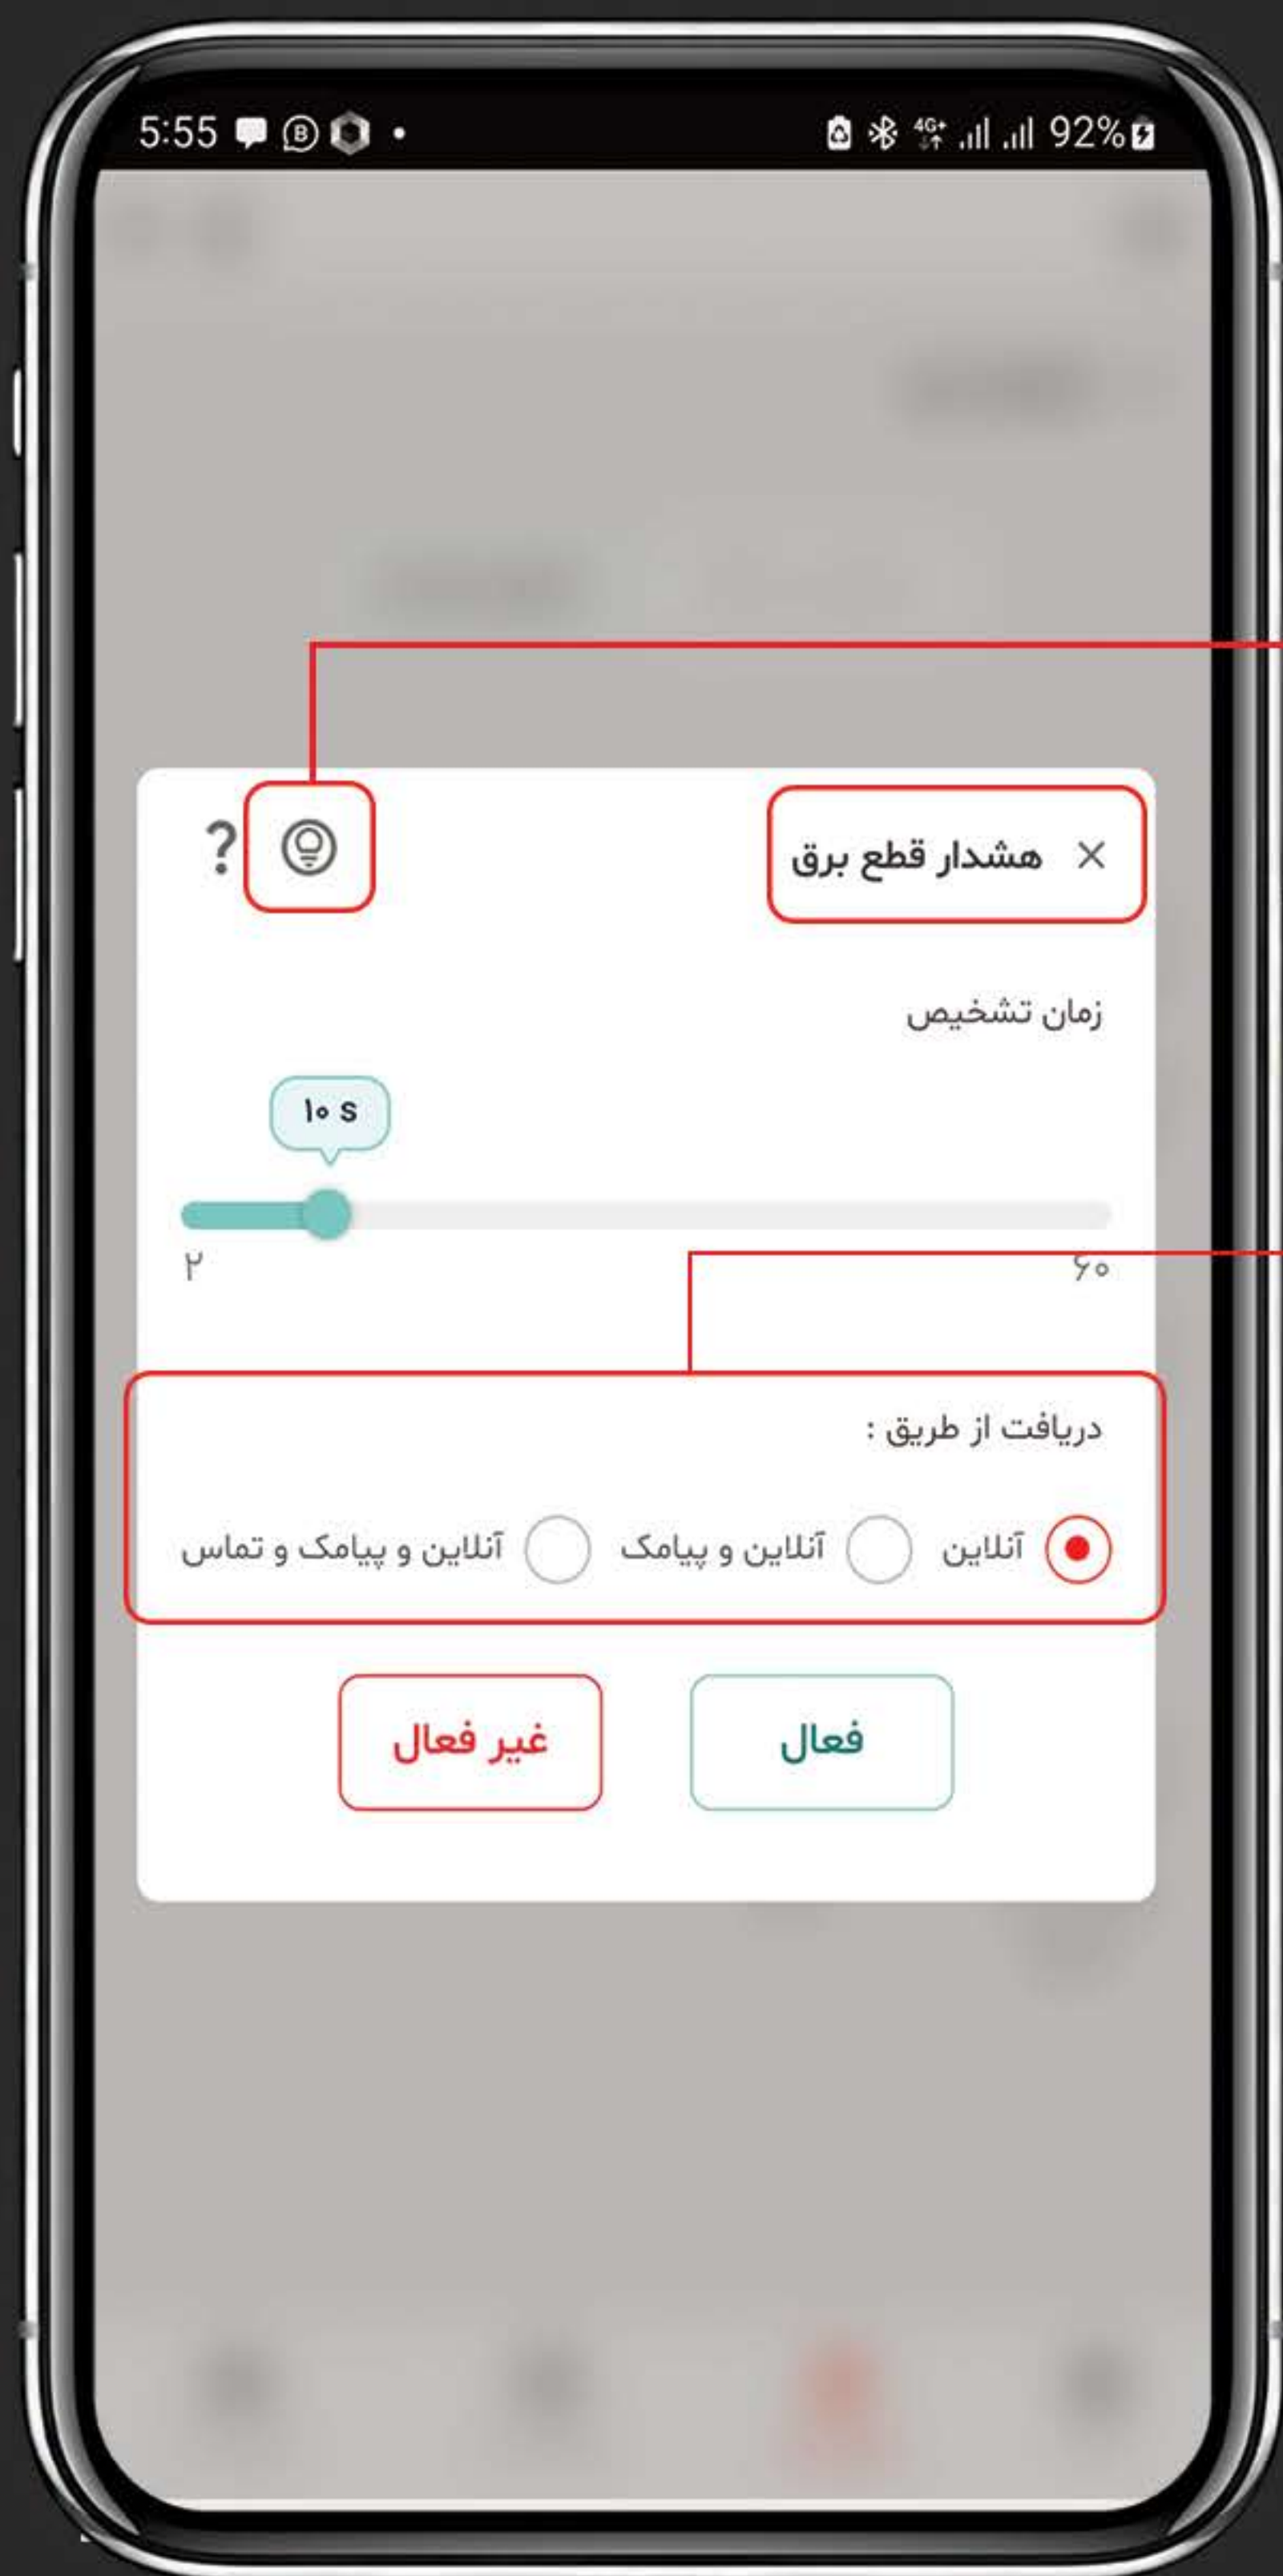 5:55 4G+ 92%
هشدار قطع برق ?
زمان تشخیص
۱۰ s
۲ ۶۰
دریافت از طریق :
آنلاین آنلاین و پیامک آنلاین و پیامک و تماس
فعال غیر فعال